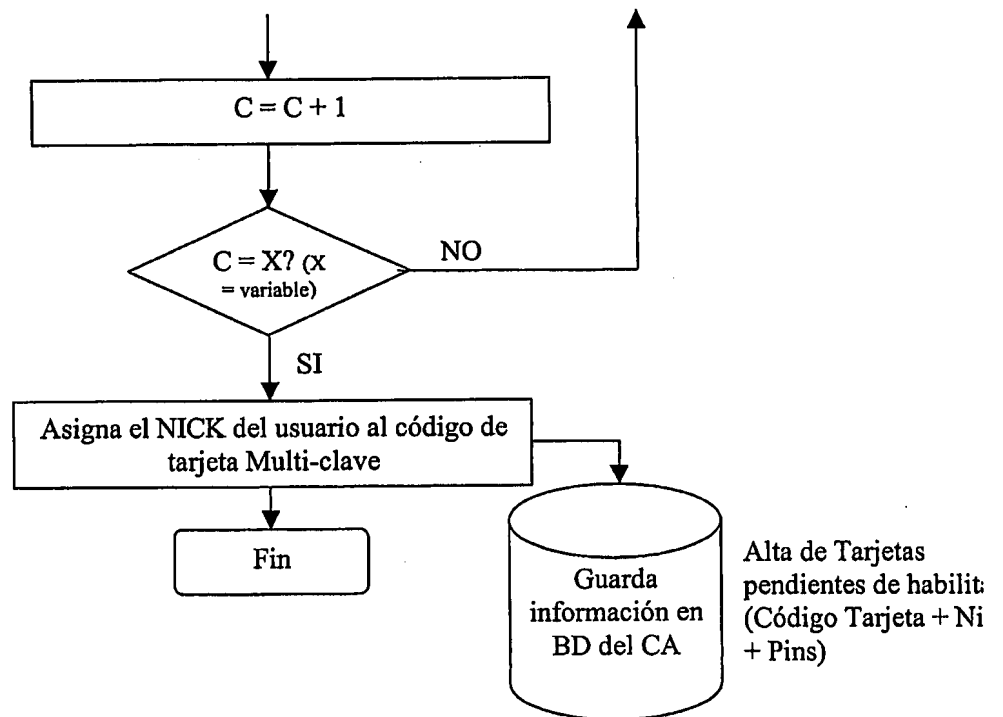 C = C + 1
C = X? (X
= variable)
NO
SI
Asigna el NICK del usuario al código de
tarjeta Multi-clave
Fin
Guarda
información en
BD del CA
Alta de Tarjetas
pendientes de
(Código Tarjeta +
+ Pins)